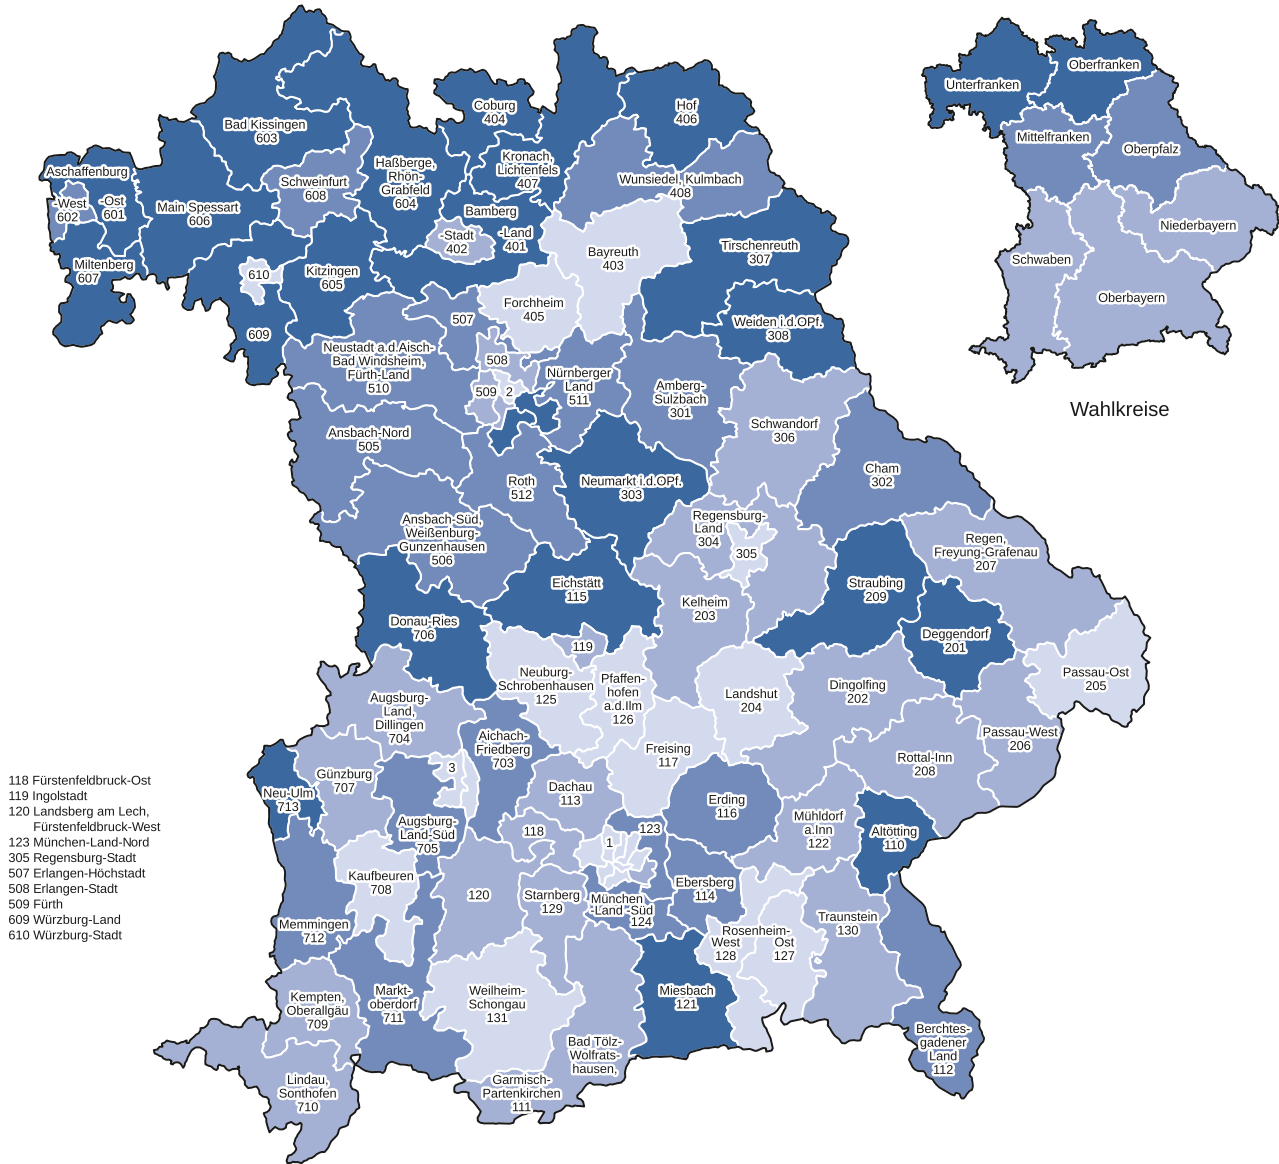 Coburg
404
Hof
406
Bad Kissingen
603
Kronach,
Lichtenfels
407
Haßberge,
Rhön-
Grabfeld
604
Aschaffenburg
-West
602
-Ost
601
Schweinfurt
608
Wunsiedel, Kulmbach
408
Main Spessart
606
Bamberg
-Stadt
402
-Land
401
Miltenberg
607
610
Kitzingen
605
Bayreuth
403
Tirschenreuth
307
Forchheim
405
507
609
Weiden i.d.OPf.
308
Neustadt a.d.Aisch-
Bad Windsheim,
Fürth-Land
510
508
509
2
Nürnberger
Land
511
Amberg-
Sulzbach
301
Ansbach-Nord
505
Schwandorf
306
Roth
512
Neumarkt i.d.OPf.
303
Cham
302
Ansbach-Süd,
Weißenburg-
Gunzenhausen
506
Regensburg-
Land
304
305
Regen,
Freyung-Grafenau
207
Eichstätt
115
Kelheim
203
Straubing
209
Donau-Ries
706
Deggendorf
201
119
Neuburg-
Schrobenhausen
125
Pfaffen-
hofen
a.d.Ilm
126
Landshut
204
Dingolfing
202
Passau-Ost
205
Augsburg-
Land,
Dillingen
704
Aichach-
Friedberg
703
Freising
117
Passau-West
206
Rottal-Inn
208
Günzburg
707
3
Neu-Ulm
713
Dachau
113
Erding
116
Augsburg-
Land-Süd
705
118
1
123
Mühldorf
a.Inn
122
Altötting
110
Kaufbeuren
708
120
Starnberg
129
München
-Land -Süd
124
Ebersberg
114
Memmingen
712
Rosenheim-
West
128
Ost
127
Traunstein
130
Kempten,
Oberallgäu
709
Markt-
oberdorf
711
Weilheim-
Schongau
131
Miesbach
121
Bad Tölz-
Wolfrats-
hausen,
Garmisch-
Partenkirchen
111
Berchtes-
gadener
Land
112
Lindau,
Sonthofen
710
118 Fürstenfeldbruck-Ost
119 Ingolstadt
120 Landsberg am Lech,
Fürstenfeldbruck-West
123 München-Land-Nord
305 Regensburg-Stadt
507 Erlangen-Höchstadt
508 Erlangen-Stadt
509 Fürth
609 Würzburg-Land
610 Würzburg-Stadt
Unterfranken
Oberfranken
Mittelfranken
Oberpfalz
Niederbayern
Schwaben
Oberbayern
Wahlkreise